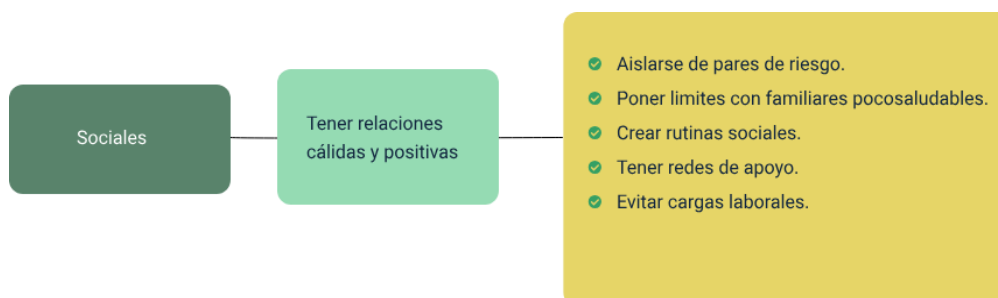 Sociales
Tener relaciones
cálidas y positivas
Aislarse de pares de riesgo.
Poner limites con familiares pocosaludables.
Crear rutinas sociales.
Tener redes de apoyo.
Evitar cargas laborales.